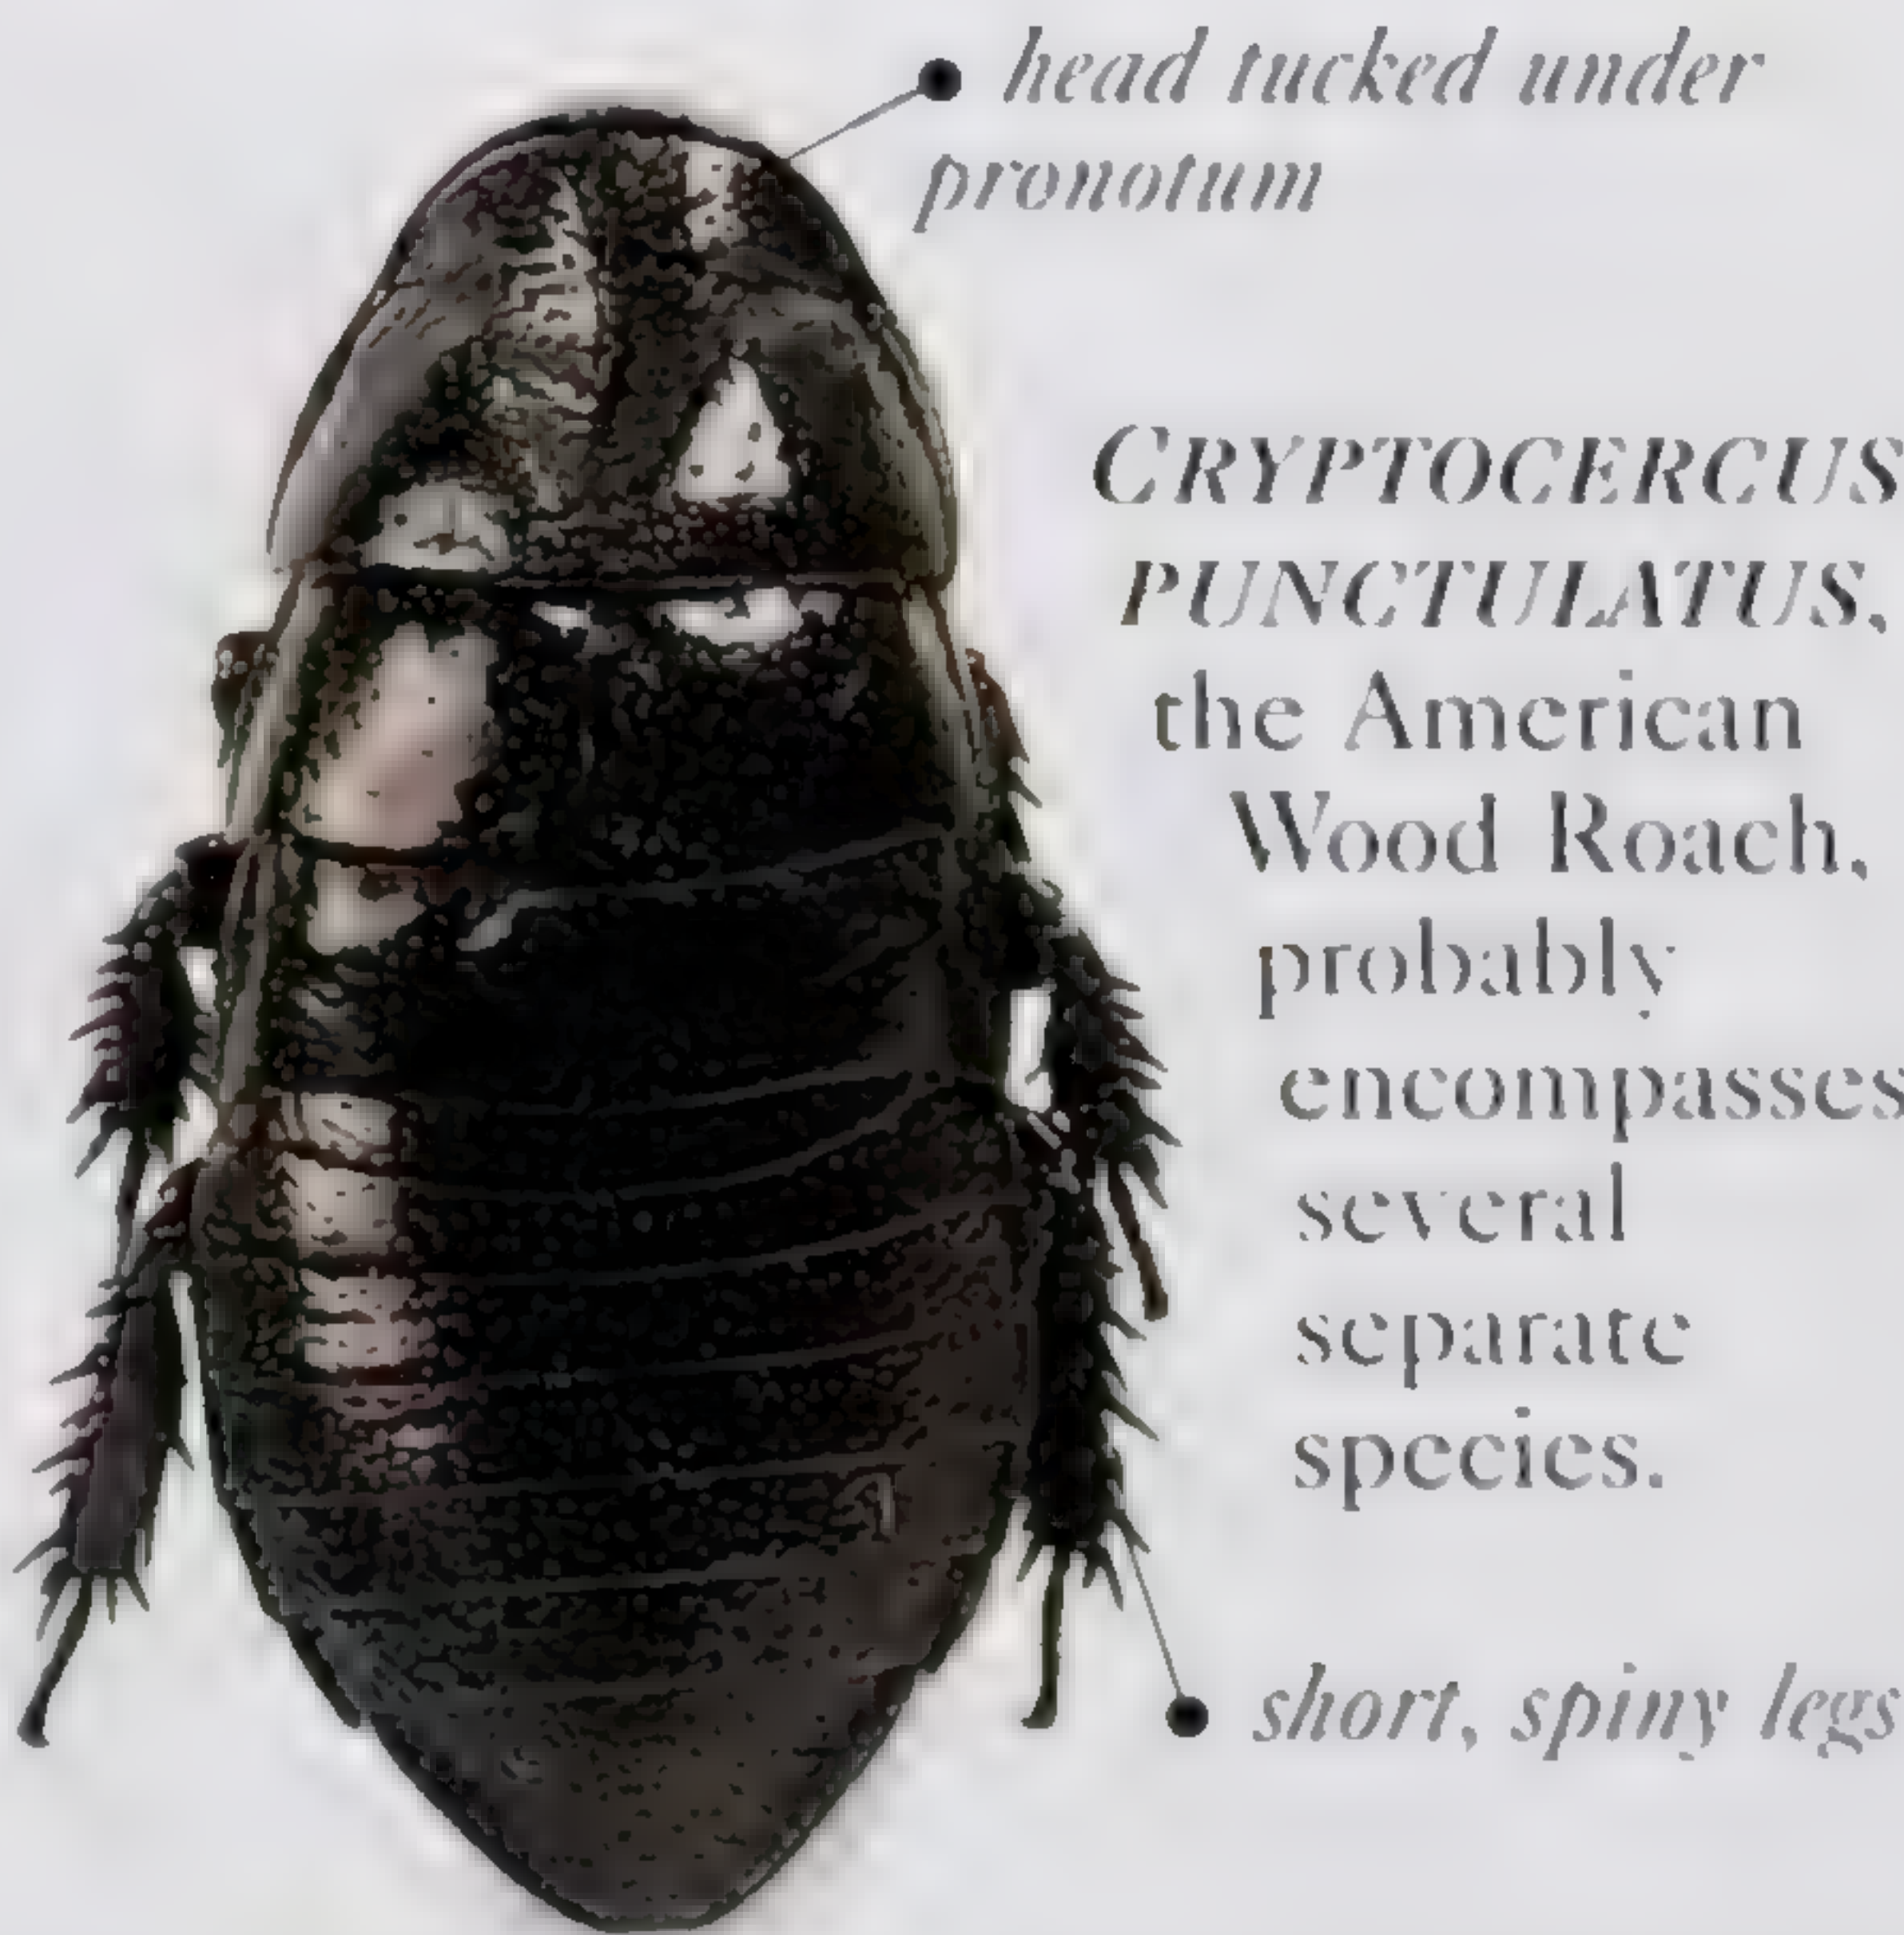 head tucked under
pronotum
CRYPTOCERCUS
PUNCTULATUS,
the American
Wood Roach,
probably
encompasses
several
separate
species.
short, spiny legs